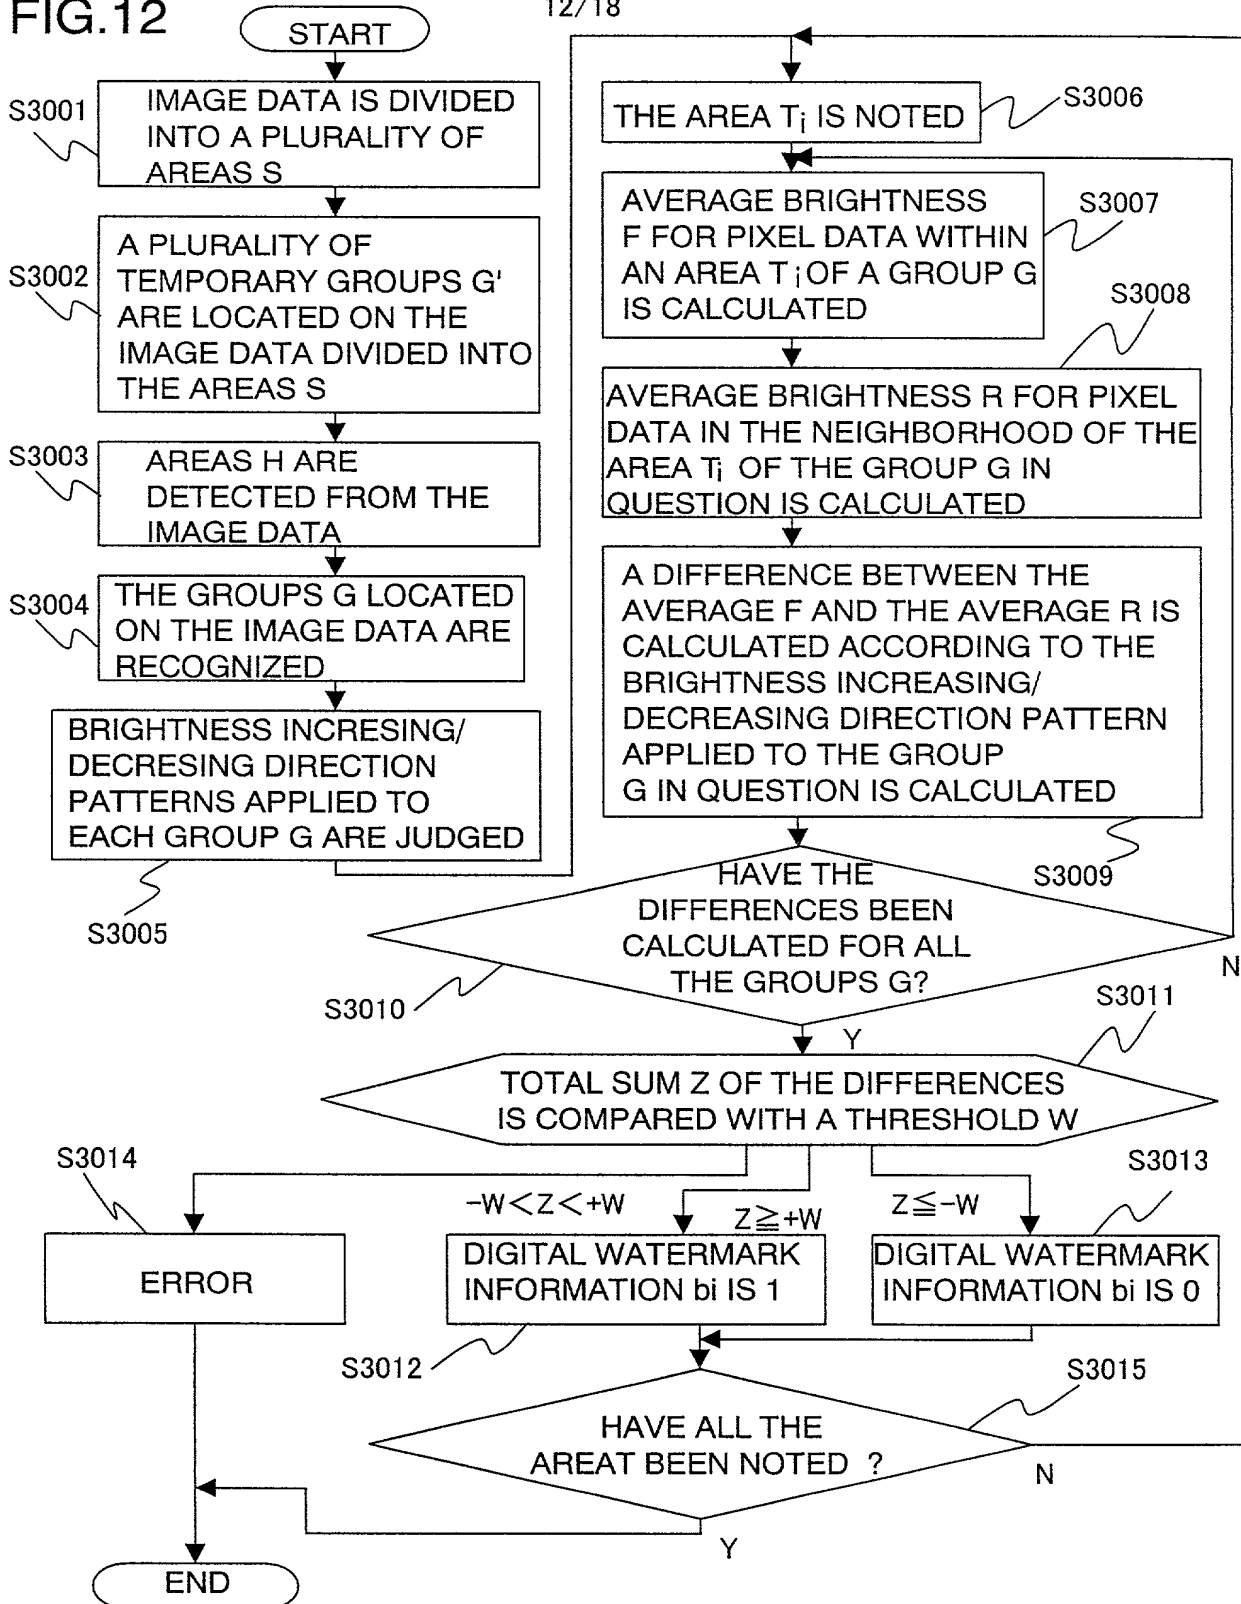 FIG.12
12/18
START
S3001
IMAGE DATA IS DIVIDED
INTO A PLURALITY OF
AREAS S
S3002
A PLURALITY OF
TEMPORARY GROUPS G'
ARE LOCATED ON THE
IMAGE DATA DIVIDED INTO
THE AREAS S
S3003
AREAS H ARE
DETECTED FROM THE
IMAGE DATA
S3004
THE GROUPS G LOCATED
ON THE IMAGE DATA ARE
RECOGNIZED
BRIGHTNESS INCRESING/
DECRESING DIRECTION
PATTERNS APPLIED TO
EACH GROUP G ARE JUDGED
S3005
THE AREA Ti IS NOTED
S3006
AVERAGE BRIGHTNESS
F FOR PIXEL DATA WITHIN
AN AREA Ti OF A GROUP G
IS CALCULATED
S3007
S3008
AVERAGE BRIGHTNESS R FOR PIXEL
DATA IN THE NEIGHBORHOOD OF THE
AREA Ti OF THE GROUP G IN
QUESTION IS CALCULATED
A DIFFERENCE BETWEEN THE
AVERAGE F AND THE AVERAGE R IS
CALCULATED ACCORDING TO THE
BRIGHTNESS INCREASING/
DECREASING DIRECTION PATTERN
APPLIED TO THE GROUP
G IN QUESTION IS CALCULATED
S3009
HAVE THE
DIFFERENCES BEEN
CALCULATED FOR ALL
THE GROUPS G?
N
S3010
Y
S3011
TOTAL SUM Z OF THE DIFFERENCES
IS COMPARED WITH A THRESHOLD W
S3014
-W<Z<+W
Z≧+W
Z≦-W
S3013
ERROR
DIGITAL WATERMARK
INFORMATION bi IS 1
DIGITAL WATERMARK
INFORMATION bi IS 0
S3012
S3015
HAVE ALL THE
AREAT BEEN NOTED ?
N
Y
END